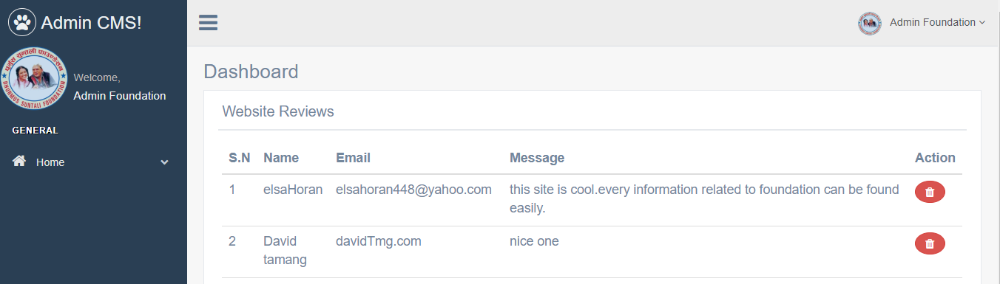 Admin CMS!
Admin Foundation
धुर्मुस सुन्तली फाउण्डेसन
DHURMUS SUNTALI FOUNDATION
Welcome,
Admin Foundation
GENERAL
Home
Dashboard
Website Reviews
S.N Name Email Message Action
1 elsaHoran elsahoran448@yahoo.com this site is cool.every information related to foundation can be found
easily.
2 David davidTmg.com nice one
tamang